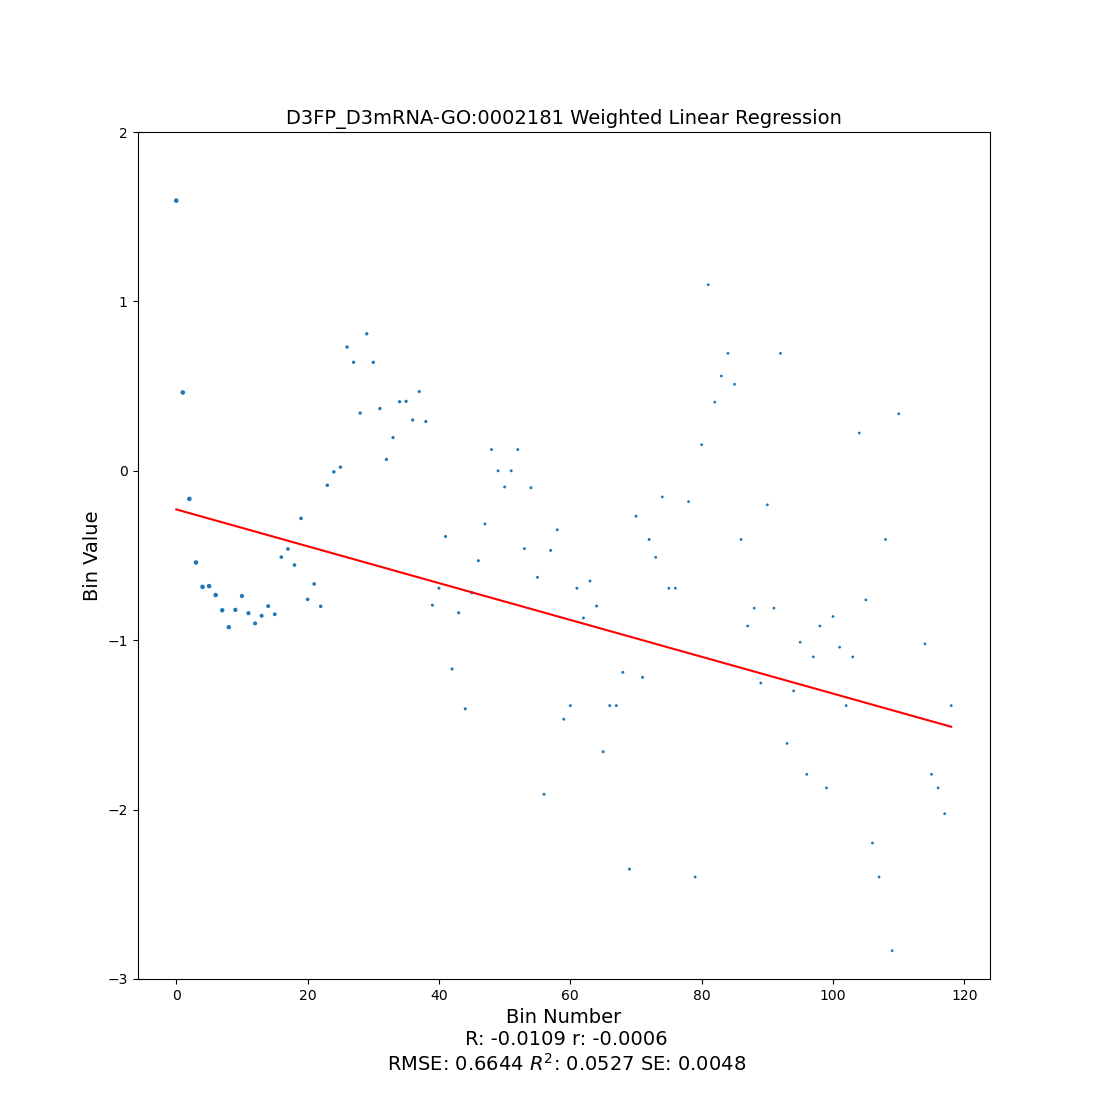 D3FP_D3mRNA-GO:0002181 Weighted Linear Regression
2
1
0
−1
−2
−3
Bin Value
0 20 40 60 80 100 120
Bin Number
R: -0.0109 r: -0.0006
RMSE: 0.6644 R²: 0.0527 SE: 0.0048